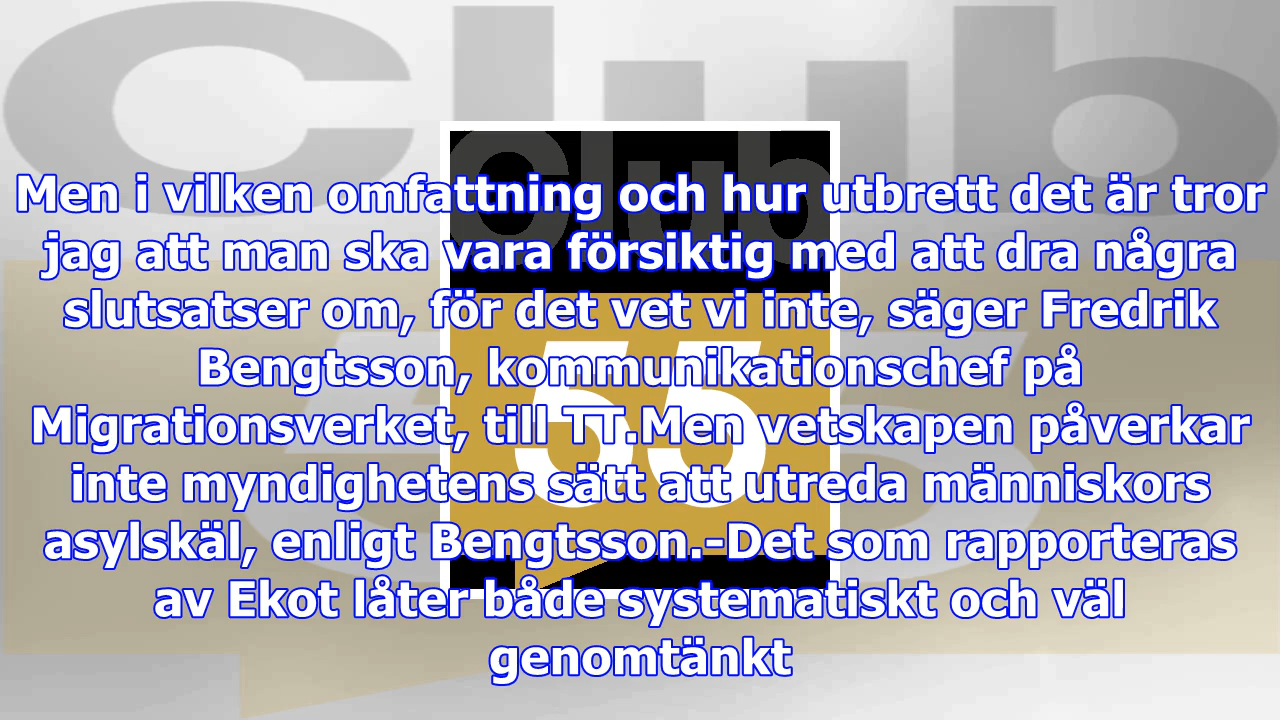 Club
Club
55
Men i vilken omfattning och hur utbrett det är tror
jag att man ska vara försiktig med att dra några
slutsatser om, för det vet vi inte, säger Fredrik
Bengtsson, kommunikationschef på
Migrationsverket, till TT.Men vetskapen påverkar
inte myndighetens sätt att utreda människors
asylskäl, enligt Bengtsson.-Det som rapporteras
av Ekot låter både systematiskt och väl
genomtänkt